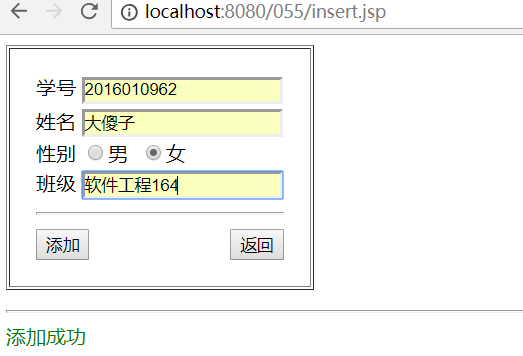 localhost:8080/055/insert.jsp
学号 2016010962
姓名 大傻子
性别 男 女
班级 软件工程164
添加 返回
添加成功